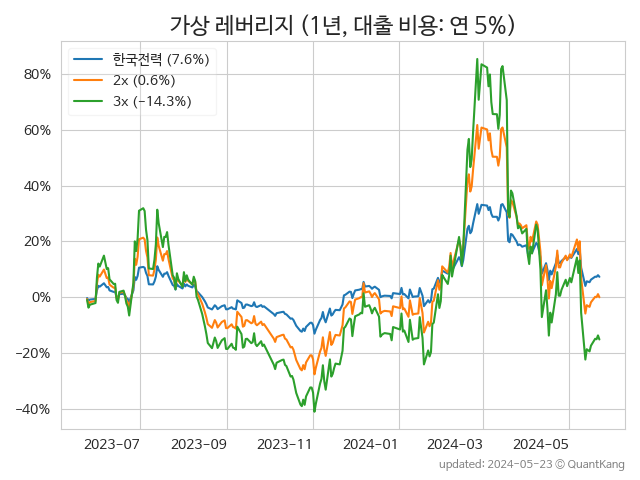 가상 레버리지 (1년, 대출 비용: 연 5%)
한국전력 (7.6%)
2x (0.6%)
3x (−14.3%)
80%
60%
40%
20%
0%
−20%
−40%
2023-07 2023-09 2023-11 2024-01 2024-03 2024-05
updated: 2024-05-23 © QuantKang